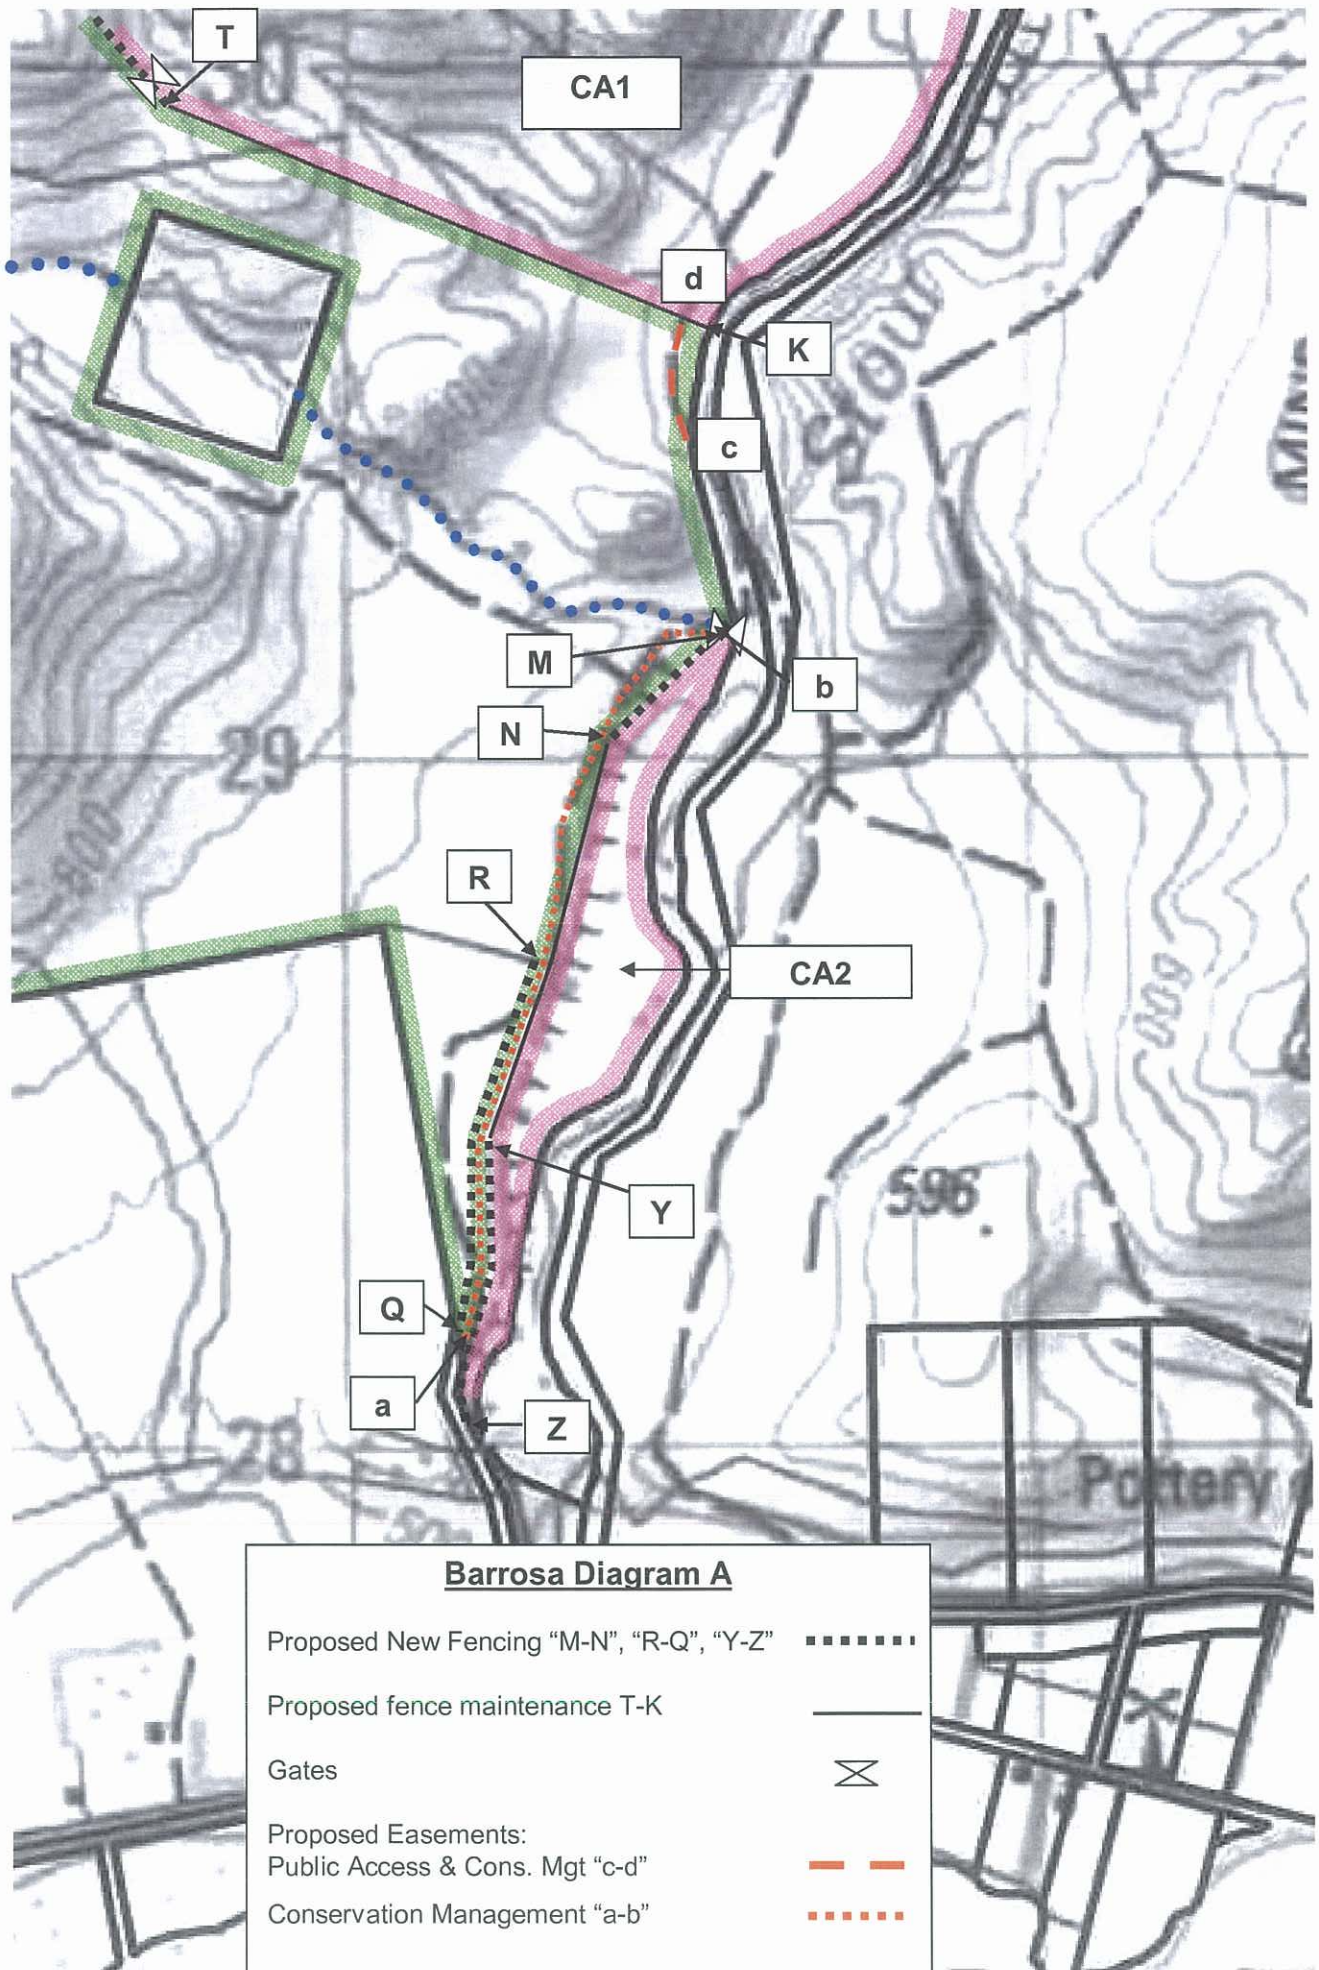 T
CA1
d
K
c
M
b
N
29
R
CA2
600
596
Y
Q
a
Z
28
Pottery
Barrosa Diagram A
Proposed New Fencing “M-N”, “R-Q”, “Y-Z”
Proposed fence maintenance T-K
Gates
Proposed Easements:
Public Access & Cons. Mgt “c-d”
Conservation Management “a-b”